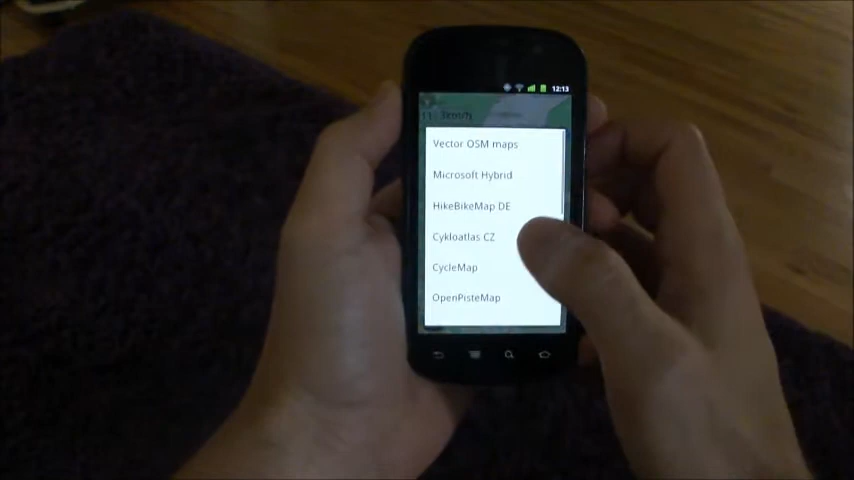 12:13
Vector OSM maps
Microsoft Hybrid
HikeBikeMap DE
Cykloatlas CZ
CycleMap
OpenPisteMap